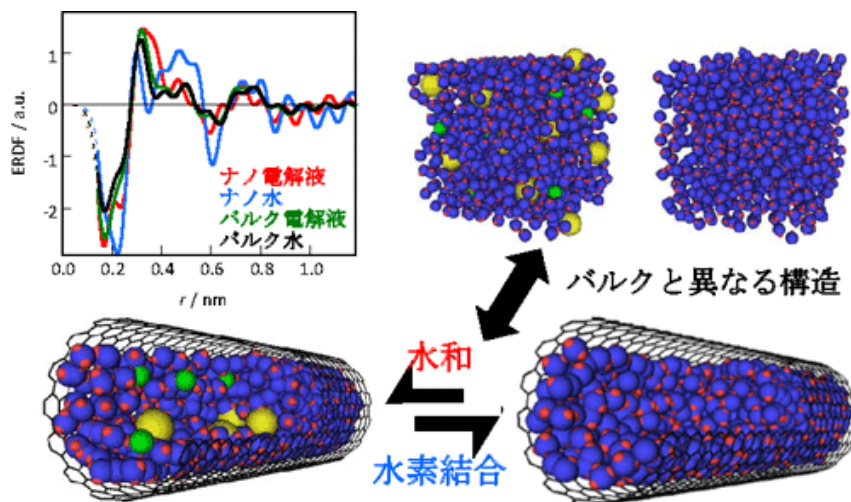 ERDF / a.u.
1
0
-1
-2
ナノ電解液
ナノ水
バルク電解液
バルク水
0.0 0.2 0.4 0.6 0.8 1.0
r / nm
バルクと異なる構造
水和
水素結合